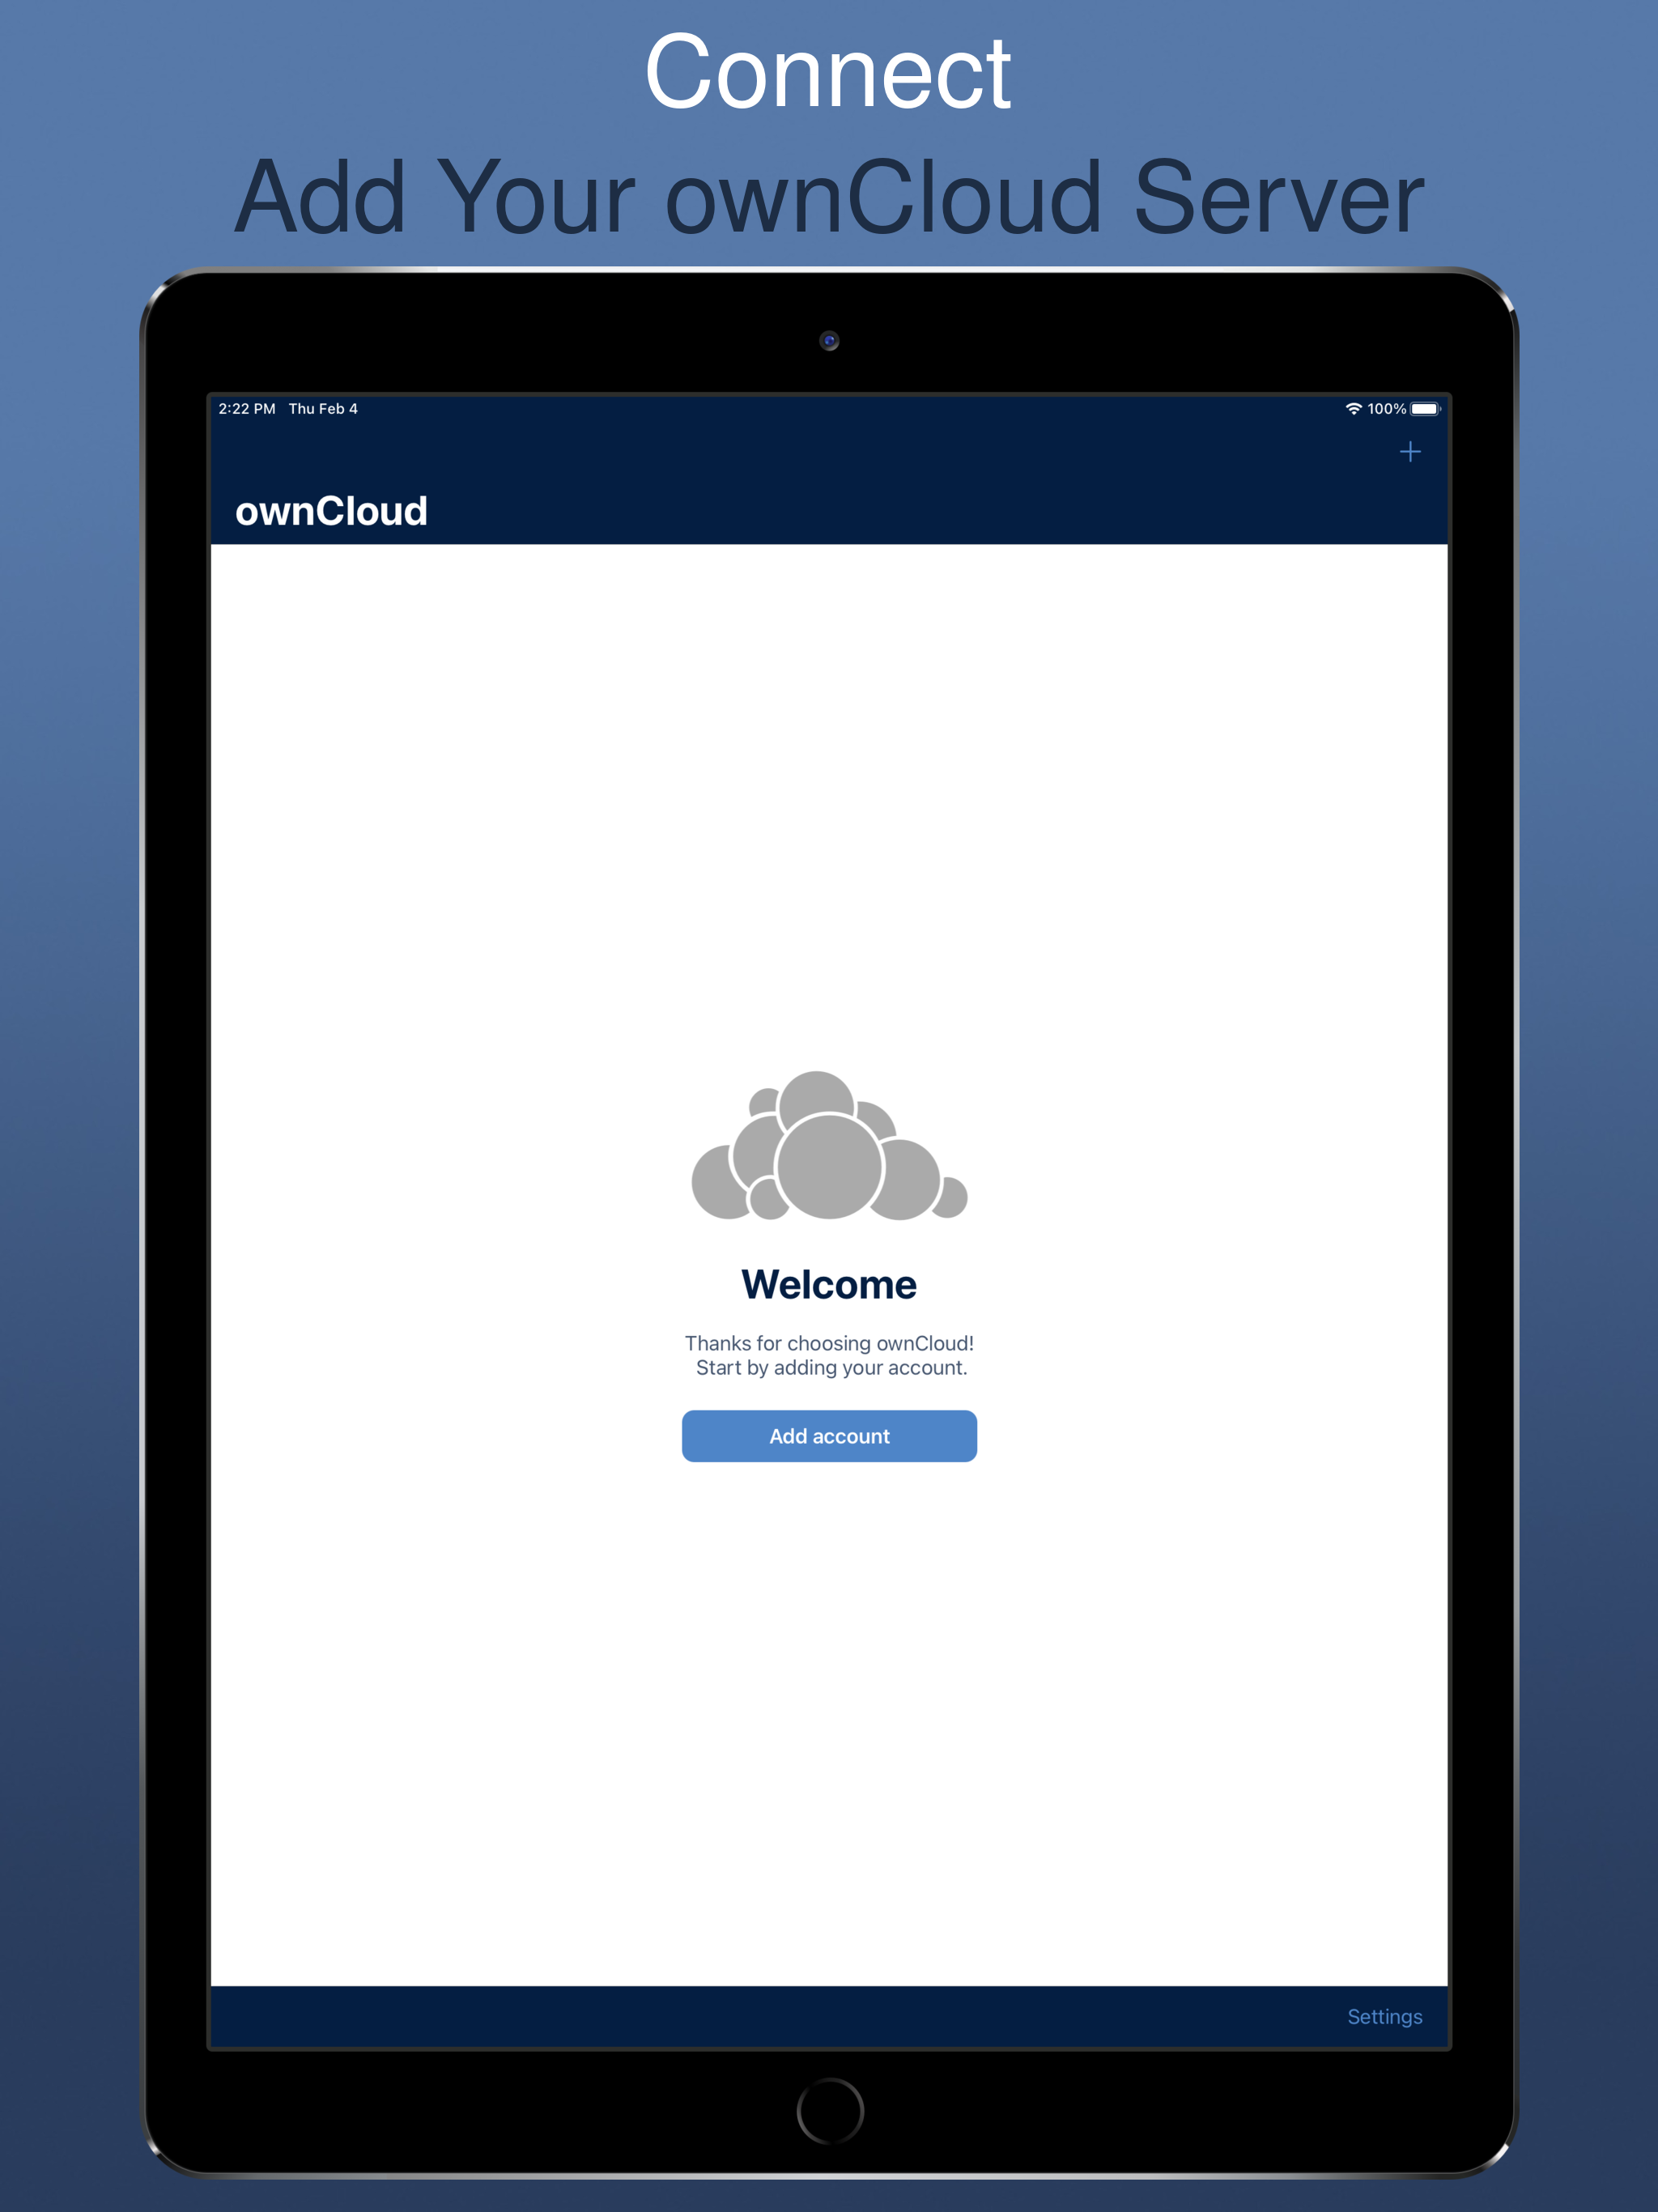 Connect
Add Your ownCloud Server
2:22 PM Thu Feb 4 100%
ownCloud
Welcome
Thanks for choosing ownCloud!
Start by adding your account.
Add account
Settings